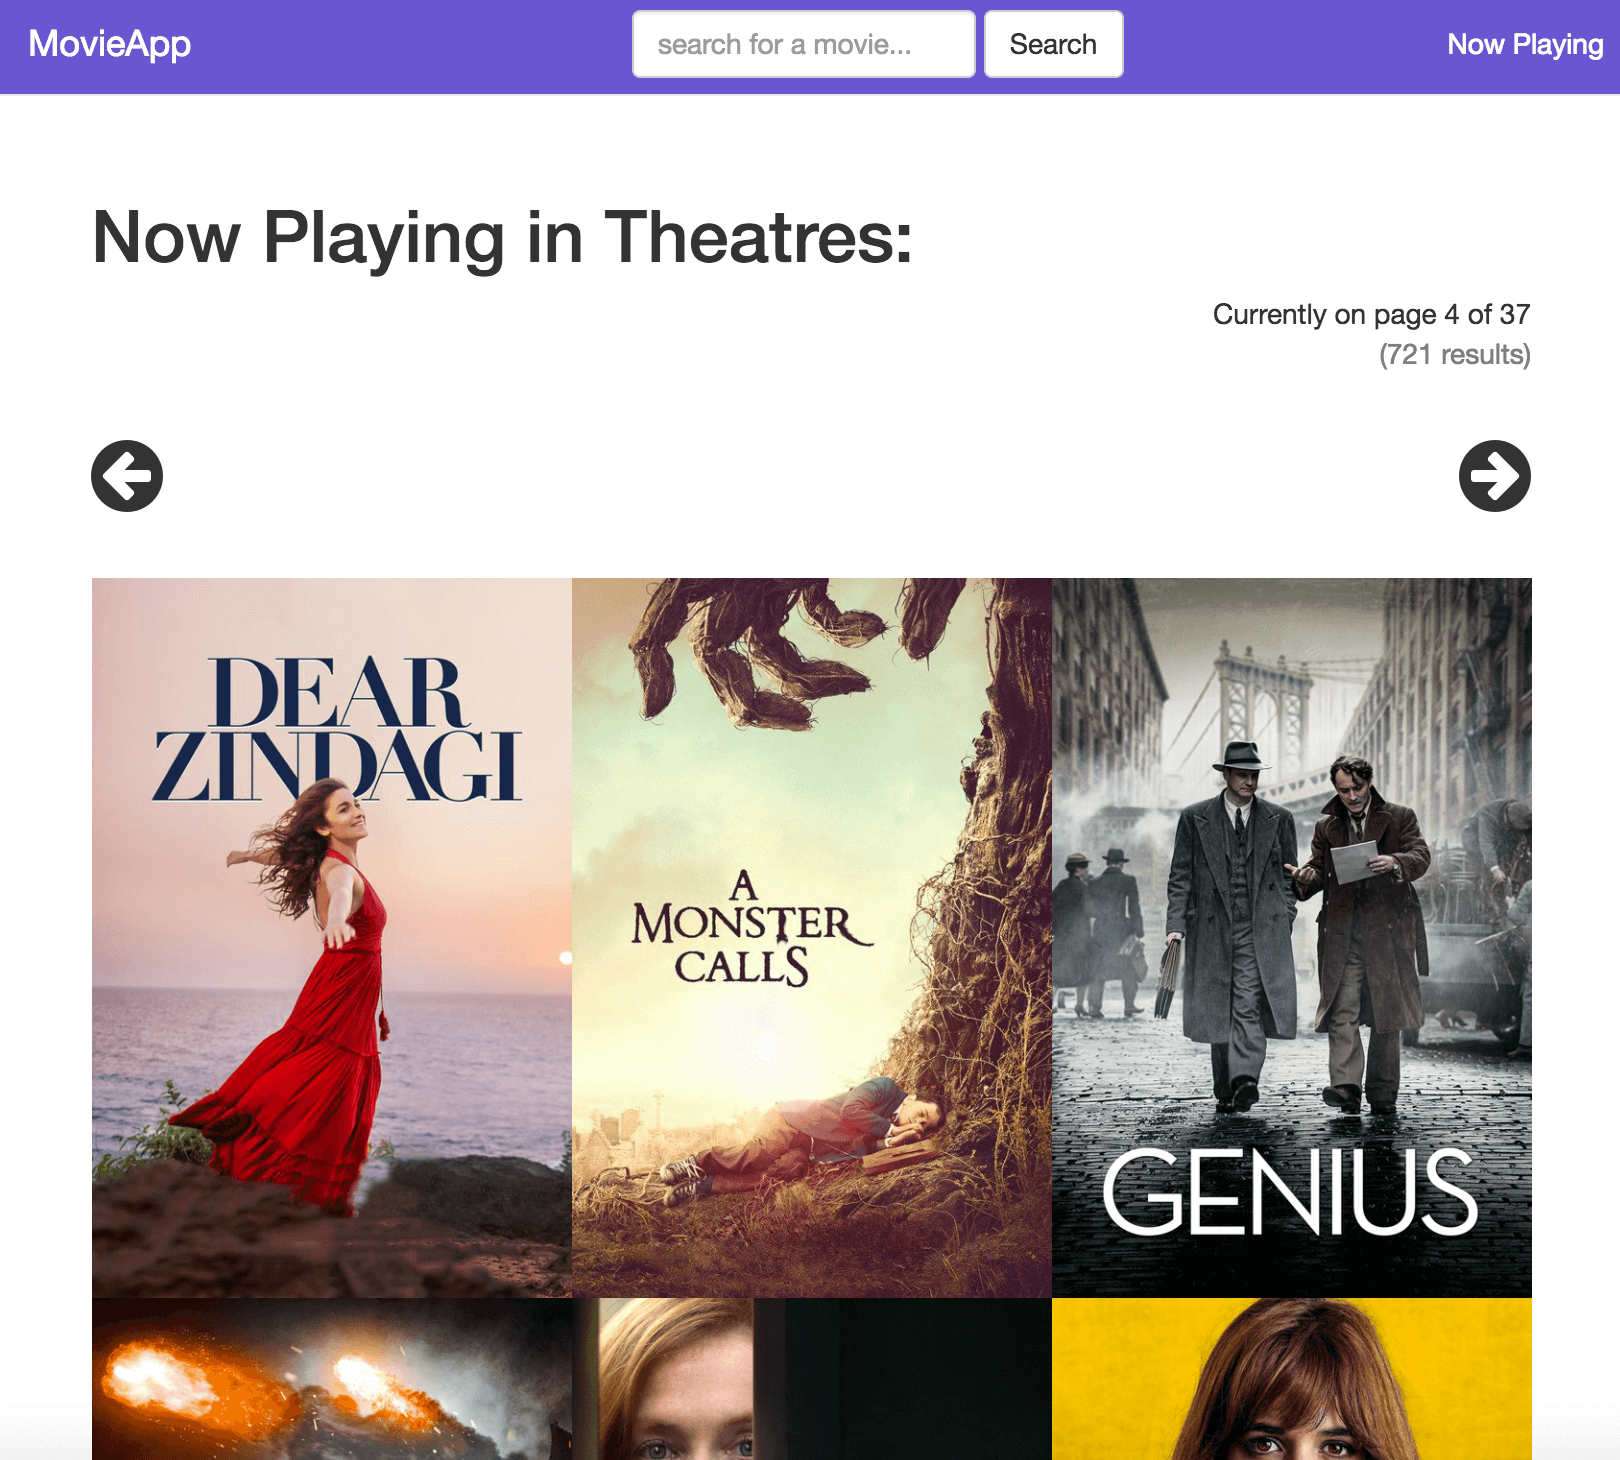 MovieApp
search for a movie...
Search
Now Playing
Now Playing in Theatres:
Currently on page 4 of 37
(721 results)
DEAR
ZINDAGI
A
MONSTER
CALLS
GENIUS